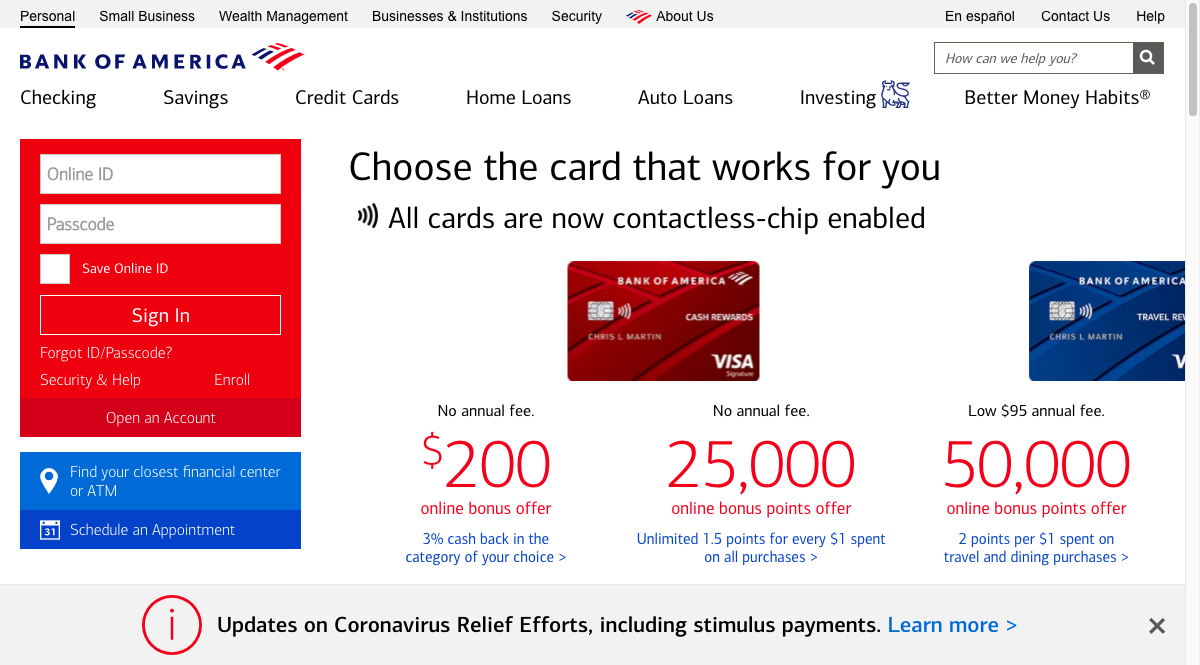 Personal Small Business Wealth Management Businesses & Institutions Security About Us En español Contact Us Help
BANK OF AMERICA
How can we help you?
Checking Savings Credit Cards Home Loans Auto Loans Investing Better Money Habits®
Online ID
Passcode
Save Online ID
Sign In
Forgot ID/Passcode?
Security & Help Enroll
Open an Account
Find your closest financial center
or ATM
31 Schedule an Appointment
Choose the card that works for you
All cards are now contactless-chip enabled
BANK OF AMERICA
CASH REWARDS
CHRIS L MARTIN
VISA
Signature
BANK OF AMERICA
TRAVEL REW
CHRIS L MARTIN
V
No annual fee.
$200
online bonus offer
3% cash back in the
category of your choice >
No annual fee.
25,000
online bonus points offer
Unlimited 1.5 points for every $1 spent
on all purchases >
Low $95 annual fee.
50,000
online bonus points offer
2 points per $1 spent on
travel and dining purchases >
Updates on Coronavirus Relief Efforts, including stimulus payments. Learn more >